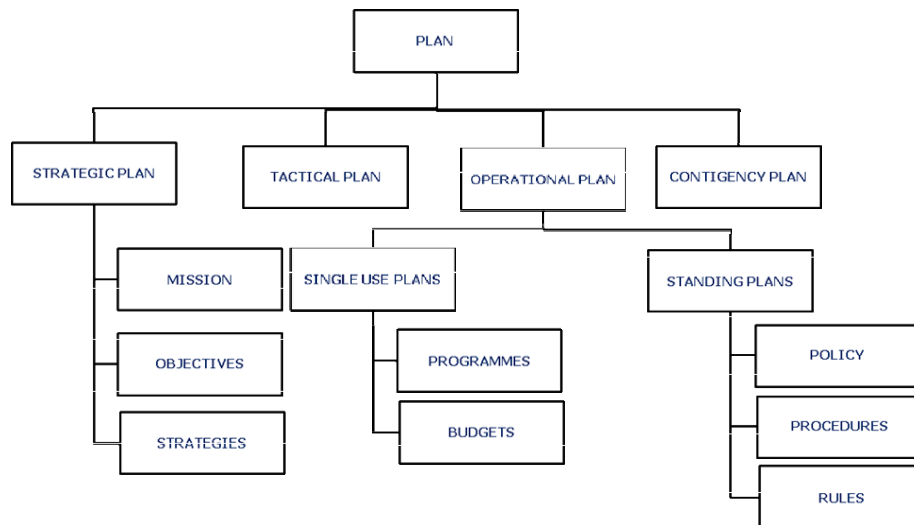 PLAN
STRATEGIC PLAN
TACTICAL PLAN
OPERATIONAL PLAN
CONTIGENCY PLAN
MISSION
SINGLE USE PLANS
STANDING PLANS
OBJECTIVES
PROGRAMMES
POLICY
STRATEGIES
BUDGETS
PROCEDURES
RULES